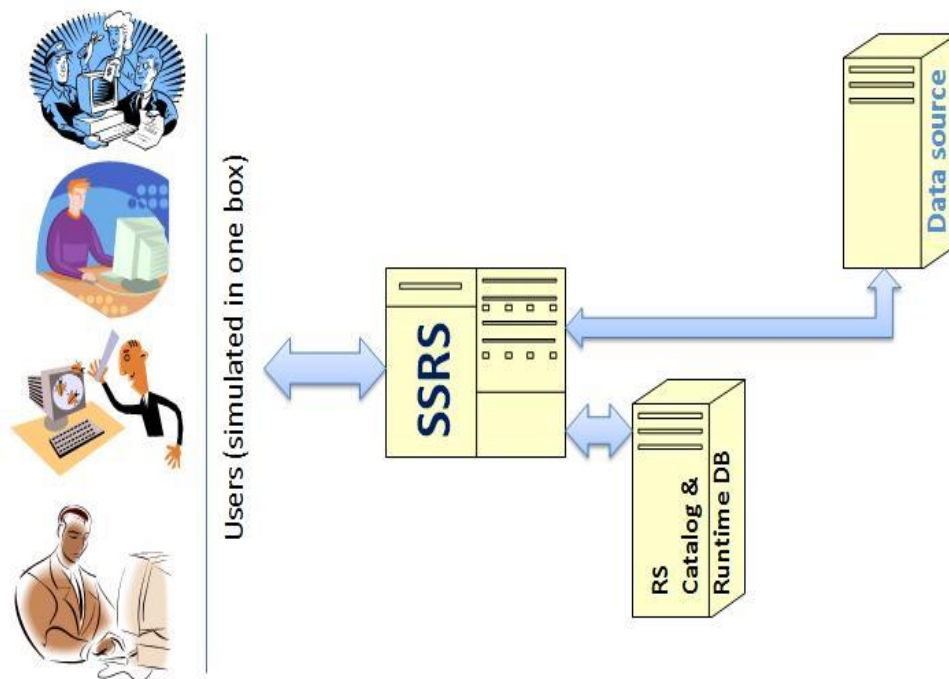 Users (simulated in one box)
SSRS
RS
Catalog &
Runtime DB
Data source